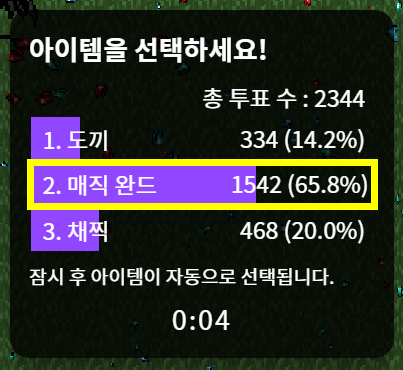 아이템을 선택하세요!
총 투표 수 : 2344
1. 도끼 334 (14.2%)
2. 매직 완드 1542 (65.8%)
3. 채찍 468 (20.0%)
잠시 후 아이템이 자동으로 선택됩니다.
0:04